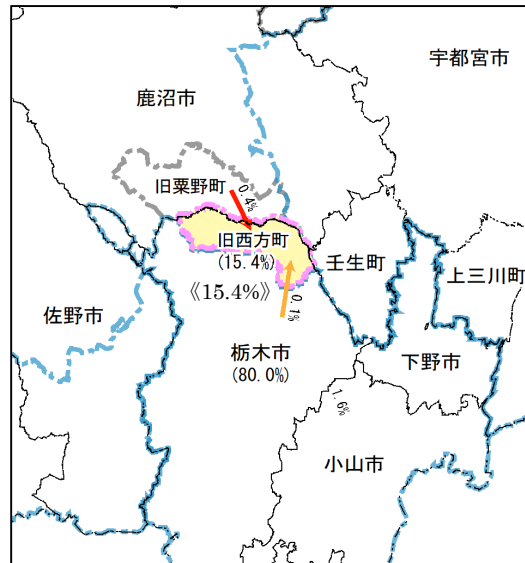 宇都宮市
鹿沼市
旧粟野町
0.4%
旧西方町
(15.4%)
《15.4%》
壬生町
上三川町
佐野市
0.1%
栃木市
(80.0%)
下野市
1.6%
小山市